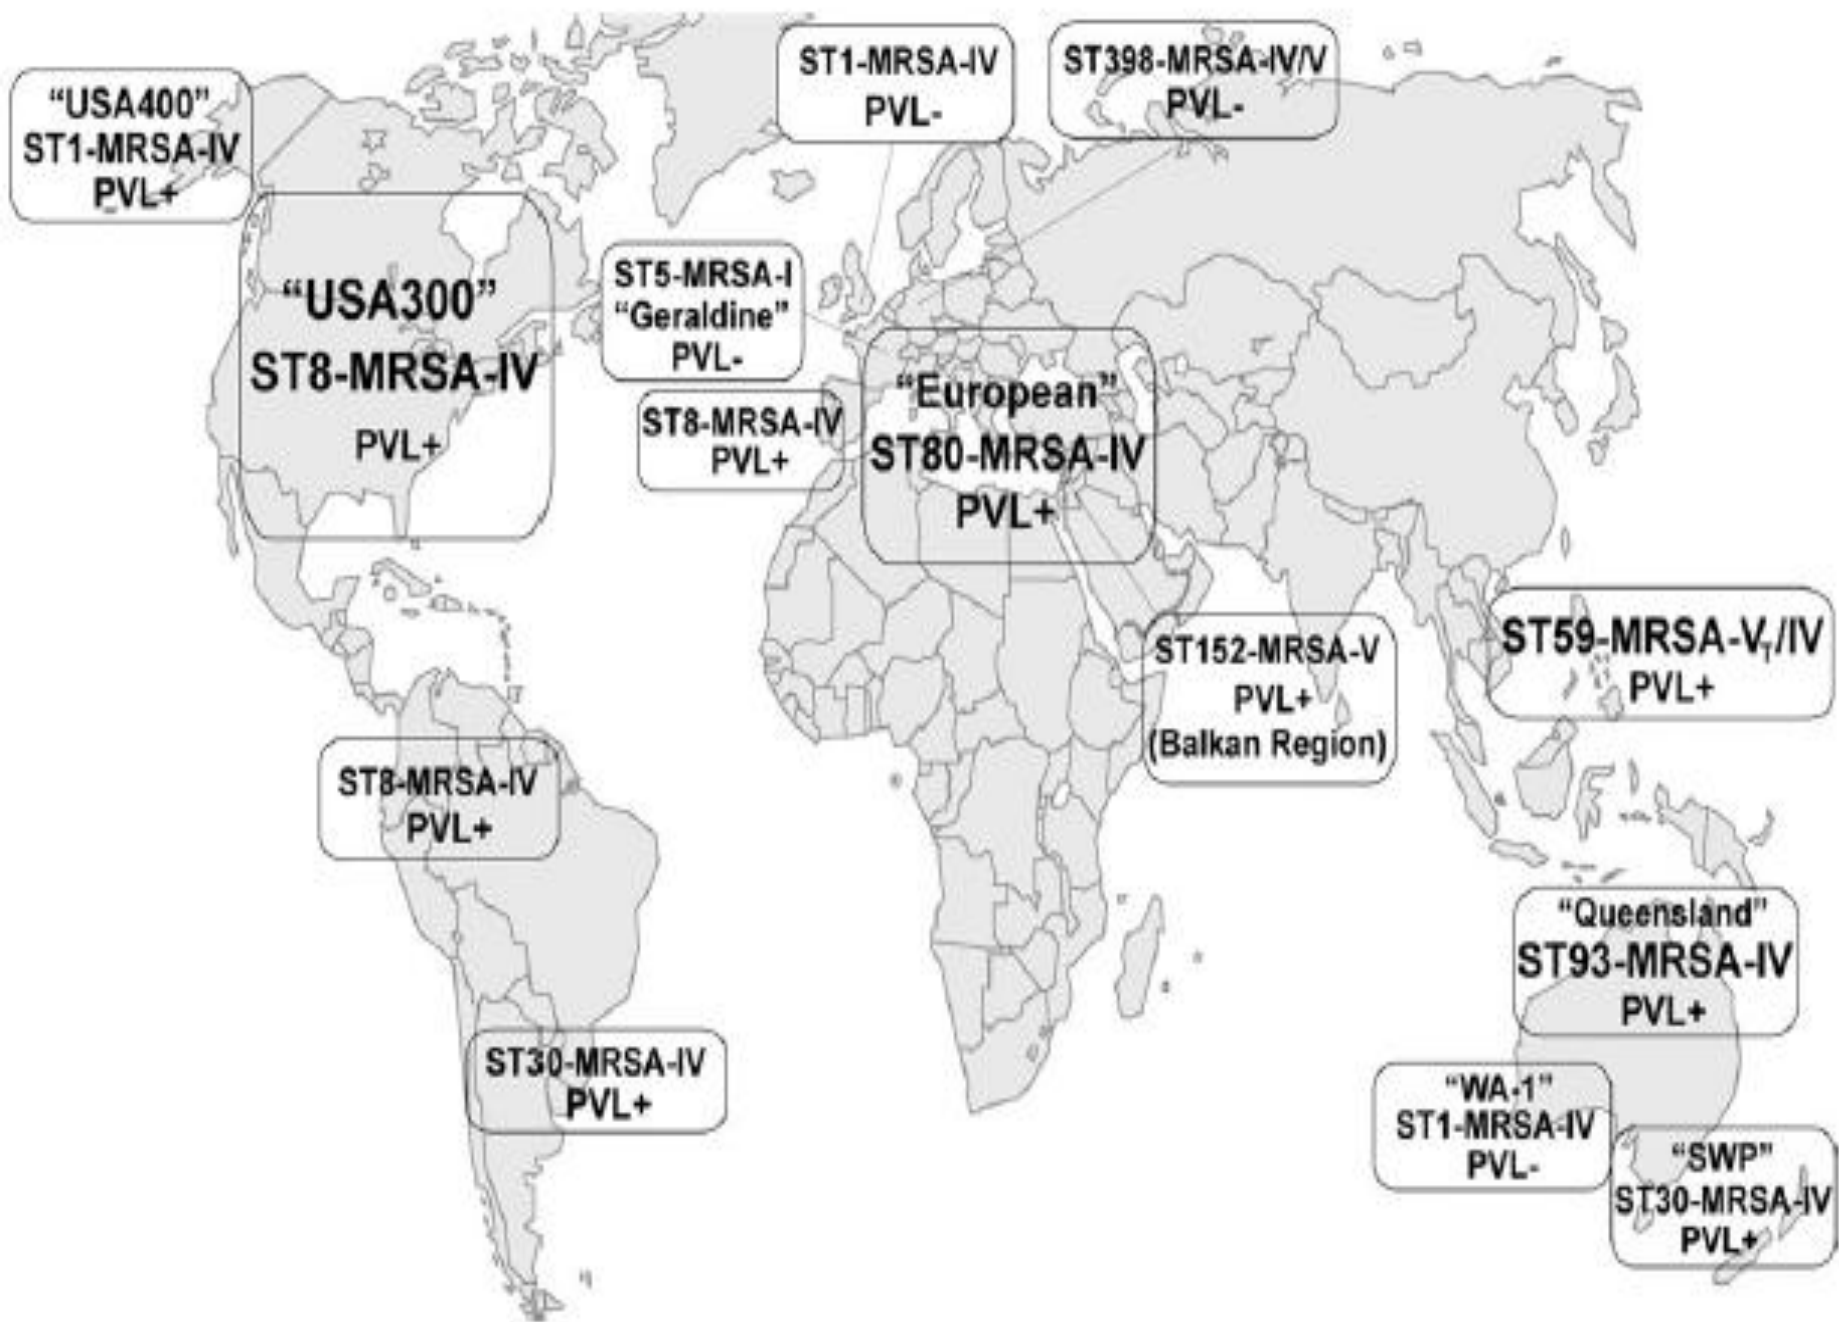 “USA400”
ST1-MRSA-IV
PVL+
ST1-MRSA-IV
PVL-
ST398-MRSA-IV/V
PVL-
“USA300”
ST8-MRSA-IV
PVL+
ST5-MRSA-I
“Geraldine”
PVL-
ST8-MRSA-IV
PVL+
“European”
ST80-MRSA-IV
PVL+
ST152-MRSA-V
PVL+
(Balkan Region)
ST59-MRSA-VT/IV
PVL+
ST8-MRSA-IV
PVL+
ST30-MRSA-IV
PVL+
“Queensland”
ST93-MRSA-IV
PVL+
“WA-1”
ST1-MRSA-IV
PVL-
“SWP”
ST30-MRSA-IV
PVL+